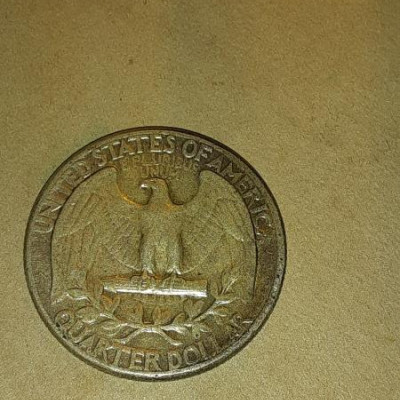 UNITED STATES OF AMERICA
E PLURIBUS
UNUM
QUARTER DOLLAR